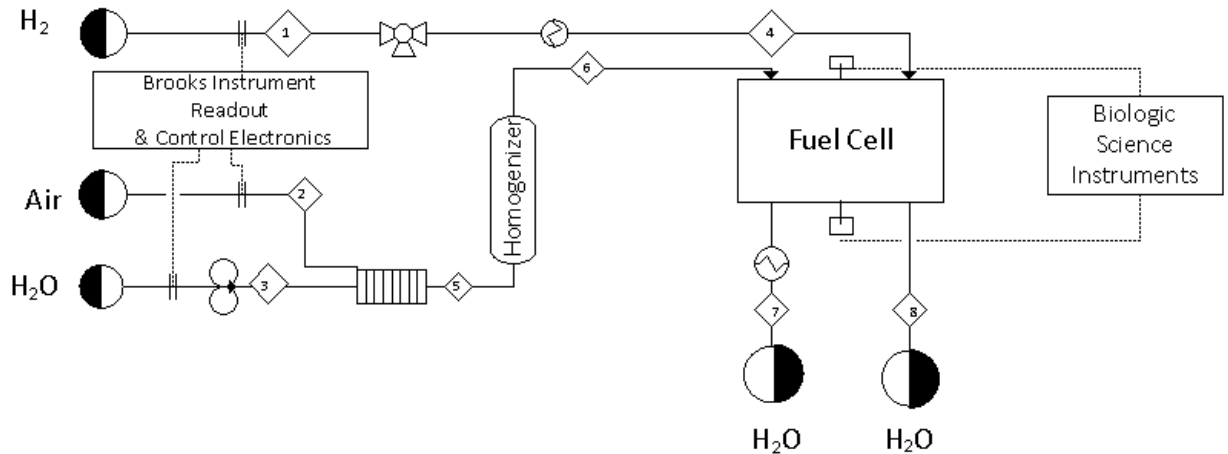 H₂
1
4
6
Brooks Instrument
Readout
& Control Electronics
Fuel Cell
Biologic
Science
Instruments
Homogenizer
Air
2
H₂O
3
5
7
8
H₂O
H₂O